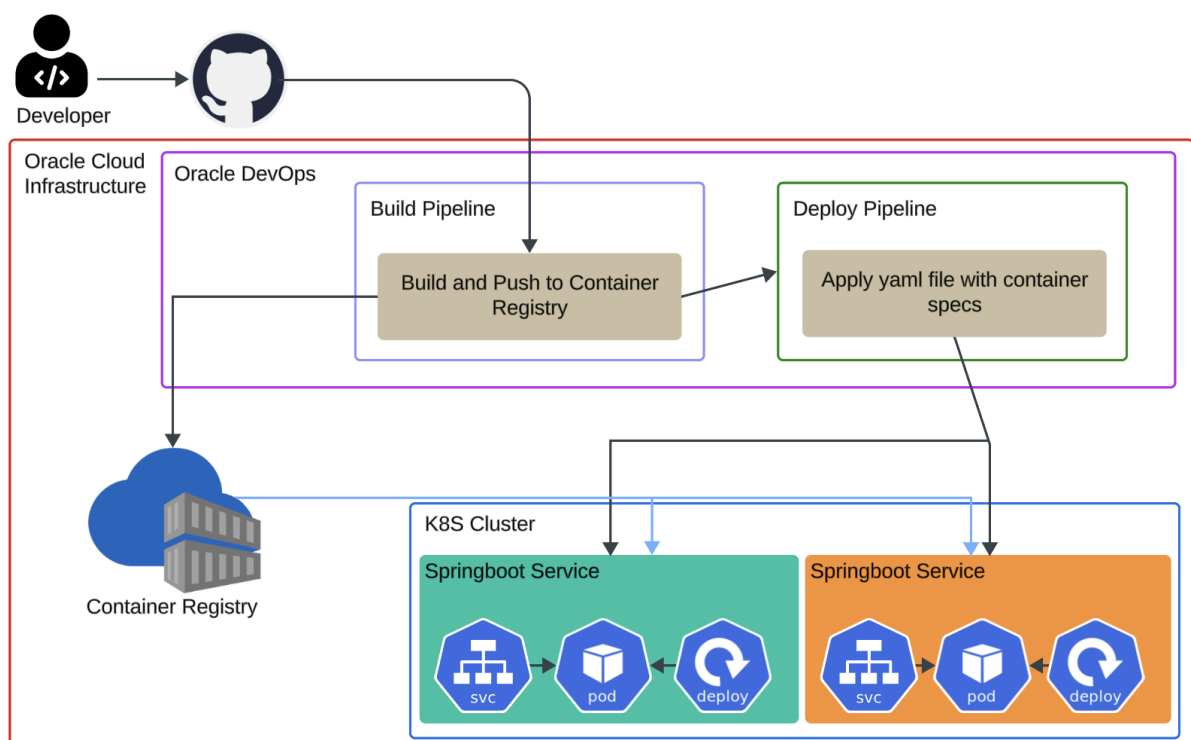 </>
Developer
Oracle Cloud
Infrastructure
Oracle DevOps
Build Pipeline
Build and Push to Container
Registry
Deploy Pipeline
Apply yaml file with container
specs
Container Registry
K8S Cluster
Springboot Service
svc
pod
deploy
Springboot Service
svc
pod
deploy